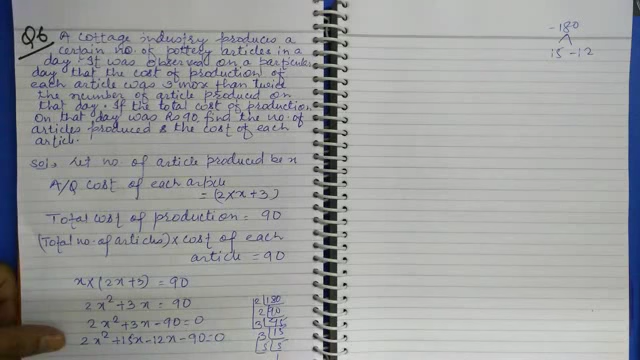 Q6 A cottage industry produces a
certain no. of pottery articles in a
day. It was observed on a particular
day that the cost of production of
each article was 3 more than twice
the number of article produced on
that day. If the total cost of production
on that day was Rs 90, find the no. of
articles produced & the cost of each
article.
Sol, Let no of article produced be x
A/Q cost of each article
= (2×x+3)
Total cost of production = 90
(Total no. of articles) × cost of each
article = 90
x×(2x+3) = 90
2x²+3x = 90
2x²+3x-90=0
2x²+15x-12x-90=0
2|180
2|90
3|45
3|15
5|5
1
-180
15 -12